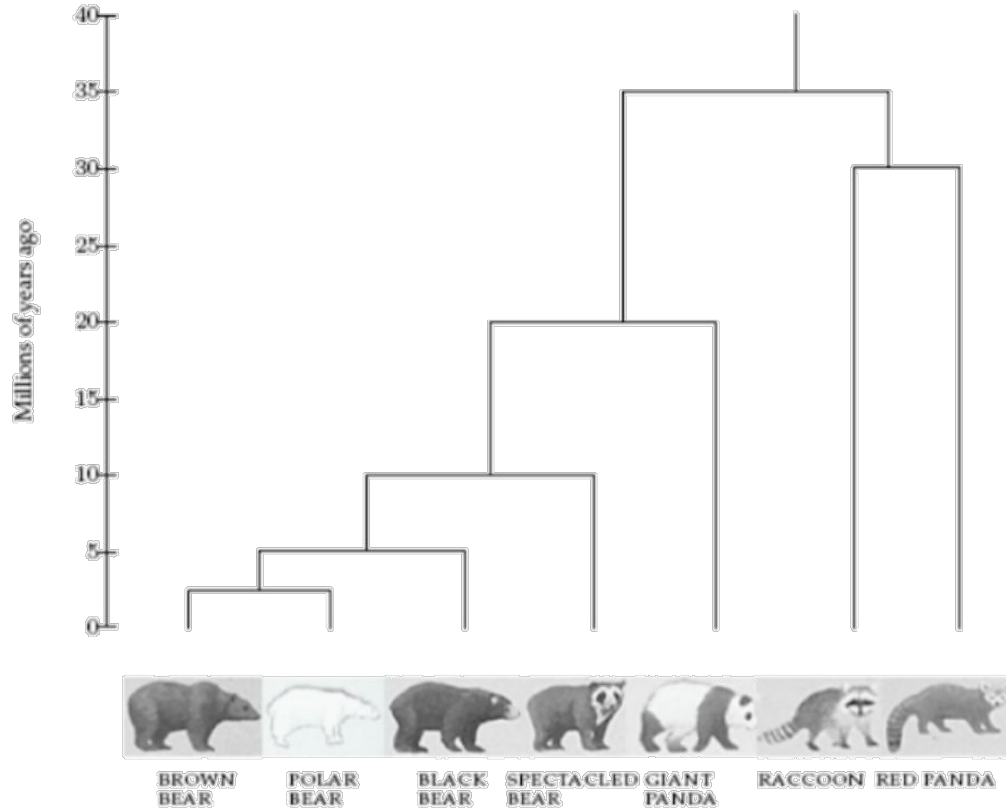 40
35
30
25
20
15
10
5
0
Millions of years ago
BROWN BEAR
POLAR BEAR
BLACK BEAR
SPECTACLED BEAR
GIANT PANDA
RACCOON
RED PANDA